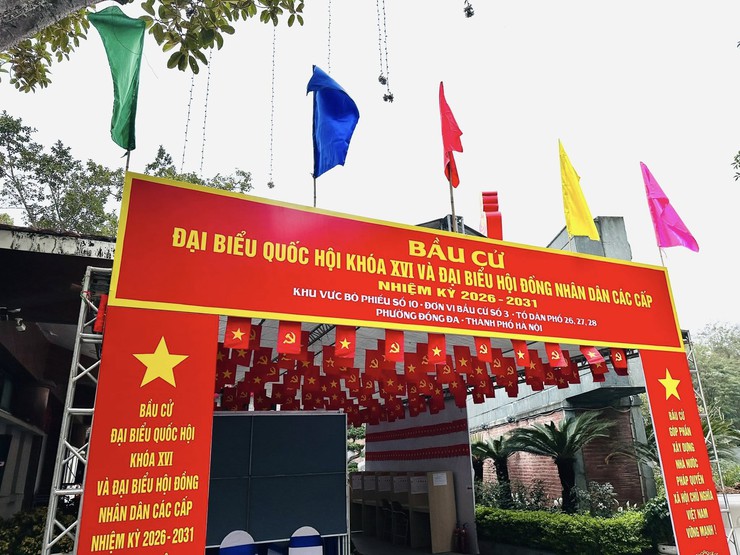 BẦU CỬ
ĐẠI BIỂU QUỐC HỘI KHÓA XVI VÀ ĐẠI BIỂU HỘI ĐỒNG NHÂN DÂN CÁC CẤP
NHIỆM KỲ 2026 - 2031
KHU VỰC BỎ PHIẾU SỐ 10 - ĐƠN VỊ BẦU CỬ SỐ 3 - TỔ DÂN PHỐ 26, 27, 28
PHƯỜNG ĐỐNG ĐA - THÀNH PHỐ HÀ NỘI
BẦU CỬ
ĐẠI BIỂU QUỐC HỘI
KHÓA XVI
VÀ ĐẠI BIỂU HỘI ĐỒNG
NHÂN DÂN CÁC CẤP
NHIỆM KỲ 2026 - 2031
BẦU CỬ
GÓP PHẦN
XÂY DỰNG
NHÀ NƯỚC
PHÁP QUYỀN
XÃ HỘI CHỦ NGHĨA
VIỆT NAM
VỮNG MẠNH !